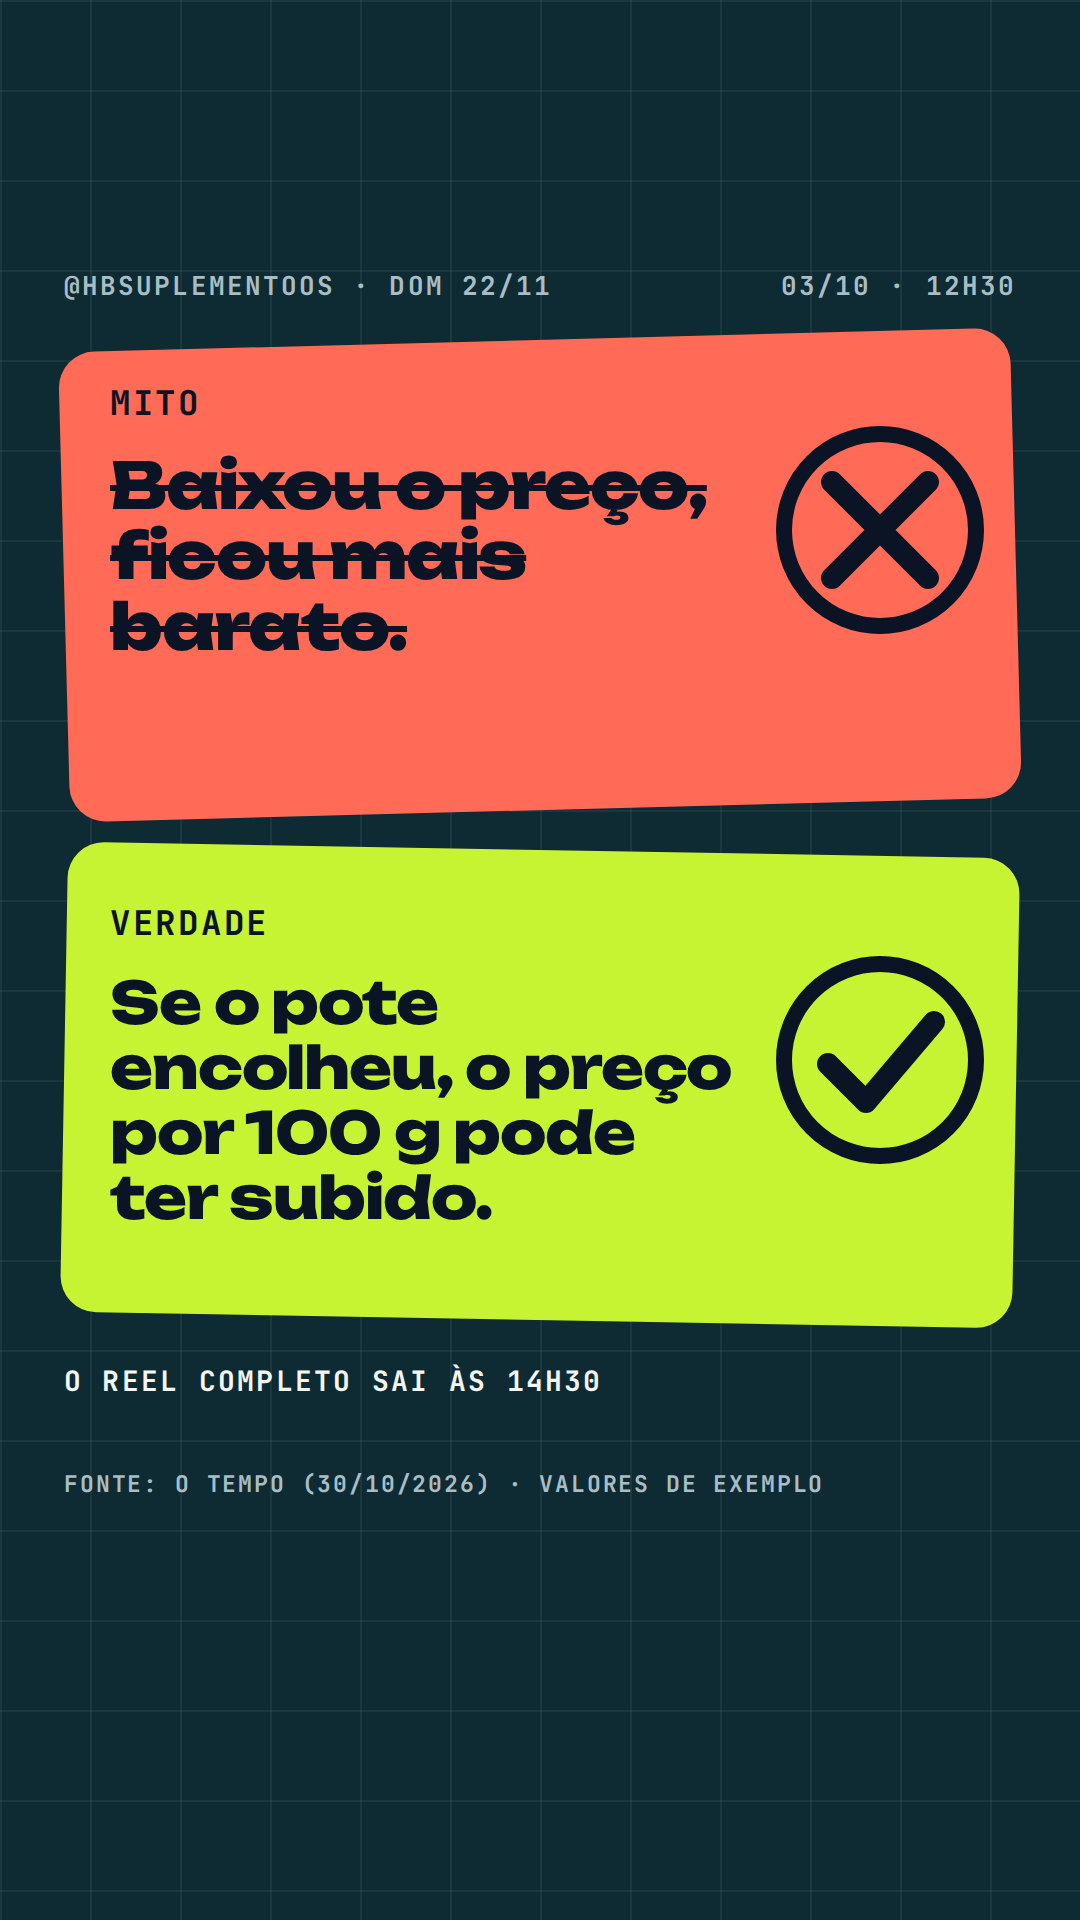 @HBSUPLEMENTOOS · DOM 22/11
03/10 · 12H30
MITO
Baixou o preço,
ficou mais
barato.
VERDADE
Se o pote
encolheu, o preço
por 100 g pode
ter subido.
O REEL COMPLETO SAI ÀS 14H30
FONTE: O TEMPO (30/10/2026) · VALORES DE EXEMPLO